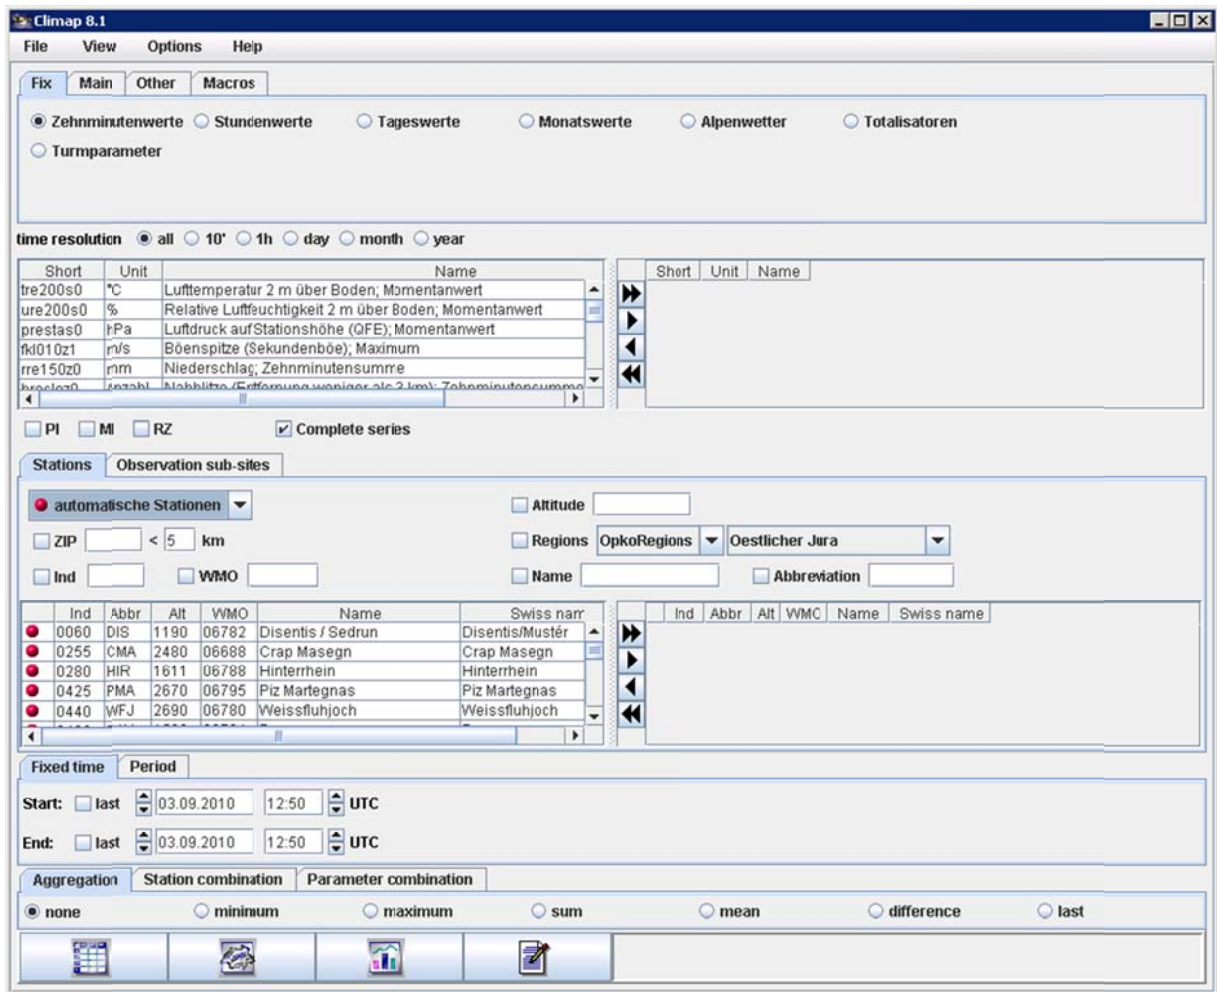 Climap 8.1
File View Options Help
Fix Main Other Macros
Zehnminutenwerte Stundenwerte Tageswerte Monatswerte Alpenwetter Totalisatoren
Turmparameter
time resolution all 10' 1h day month year
Short Unit Name
tre200s0 °C Lufttemperatur 2 m über Boden; Momentanwert
ure200s0 % Relative Luftfeuchtigkeit 2 m über Boden; Momentanwert
prestas0 hPa Luftdruck auf Stationshöhe (QFE); Momentanwert
fkl010z1 m/s Böenspitze (Sekundenböe); Maximum
rre150z0 mm Niederschlag; Zehnminutensumme
Anzahl Nahblitze (Entfernung weniger als 3 km); Zehnminutensumme
Short Unit Name
PI MI RZ Complete series
Stations Observation sub-sites
automatische Stationen Altitude
ZIP < 5 km Regions OpkoRegions Oestlicher Jura
Ind WMO Name Abbreviation
Ind Abbr Alt WMO Name Swiss nam
0060 DIS 1190 06782 Disentis / Sedrun Disentis/Mustér
0255 CMA 2480 06688 Crap Masegn Crap Masegn
0280 HIR 1611 06788 Hinterrhein Hinterrhein
0425 PMA 2670 06795 Piz Martegnas Piz Martegnas
0440 WFJ 2690 06780 Weissfluhjoch Weissfluhjoch
Ind Abbr Alt WMO Name Swiss name
Fixed time Period
Start: last 03.09.2010 12:50 UTC
End: last 03.09.2010 12:50 UTC
Aggregation Station combination Parameter combination
none minimum maximum sum mean difference last